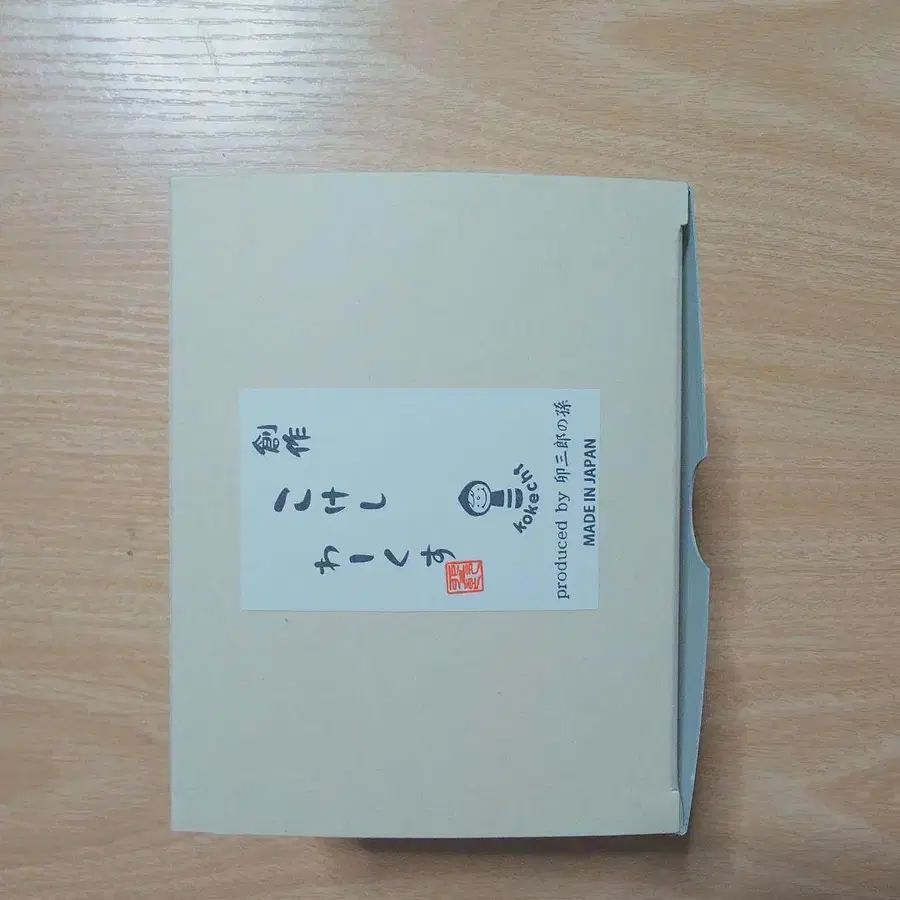 創作
こけし
わーくす
kokechi
produced by 卯三郎の孫
MADE IN JAPAN